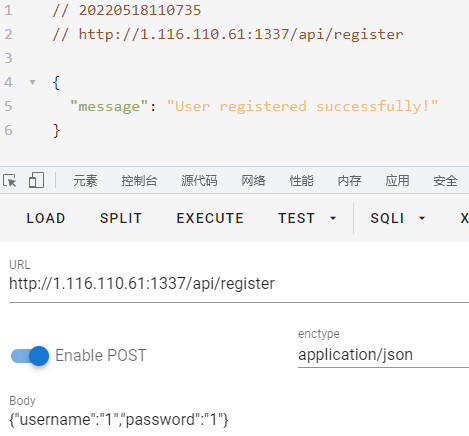 1 // 20220518110735
2 // http://1.116.110.61:1337/api/register
3
4 {
5 "message": "User registered successfully!"
6 }
元素 控制台 源代码 网络 性能 内存 应用 安全
LOAD SPLIT EXECUTE TEST SQLI X
URL
http://1.116.110.61:1337/api/register
enctype
Enable POST application/json
Body
{"username":"1","password":"1"}